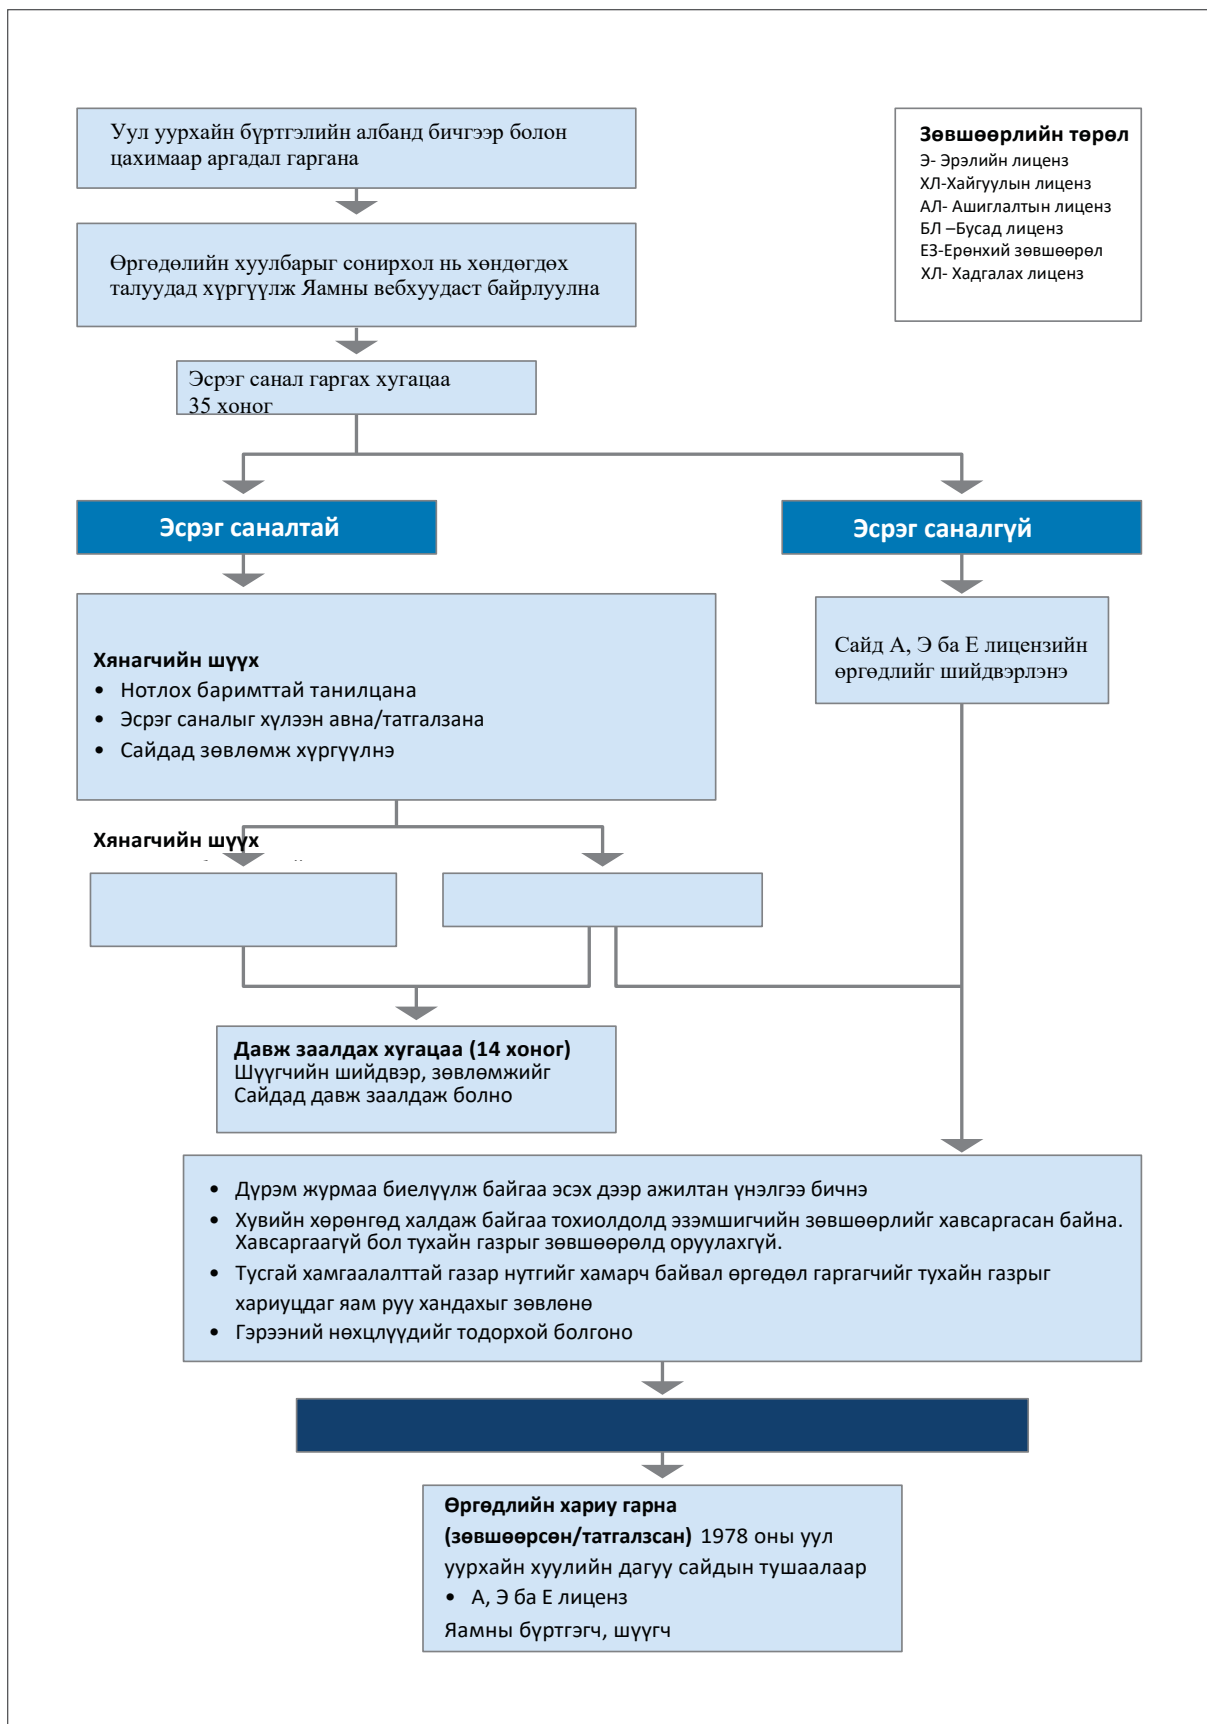 Уул уурхайн бүртгэлийн албанд бичгээр болон
цахимаар аргадал гаргана
Зөвшөөрлийн төрөл
Э- Эрэлийн лиценз
ХЛ-Хайгуулын лиценз
АЛ- Ашиглалтын лиценз
БЛ –Бусад лиценз
ЕЗ-Ерөнхий зөвшөөрөл
ХЛ- Хадгалах лиценз
Өргөдөлийн хуулбарыг сонирхол нь хөндөгдөх
талуудад хүргүүлж Яамны вебхуудаст байрлуулна
Эсрэг санал гаргах хугацаа
35 хоног
Эсрэг саналтай
Эсрэг саналгүй
Хянагчийн шүүх
• Нотлох баримттай танилцана
• Эсрэг саналыг хүлээн авна/татгалзана
• Сайдад зөвлөмж хүргүүлнэ
Сайд А, Э ба Е лицензийн
өргөдлийг шийдвэрлэнэ
Хянагчийн шүүх
Давж заалдах хугацаа (14 хоног)
Шүүгчийн шийдвэр, зөвлөмжийг
Сайдад давж заалдаж болно
• Дүрэм журмаа биелүүлж байгаа эсэх дээр ажилтан үнэлгээ бичнэ
• Хувийн хөрөнгөд халдаж байгаа тохиолдолд эзэмшигчийн зөвшөөрлийг хавсаргасан байна.
Хавсаргаагүй бол тухайн газрыг зөвшөөрөлд оруулахгүй.
• Тусгай хамгаалалттай газар нутгийг хамарч байвал өргөдөл гаргагчийг тухайн газрыг
хариуцдаг яам руу хандахыг зөвлөнө
• Гэрээний нөхцлүүдийг тодорхой болгоно
Өргөдлийн хариу гарна
(зөвшөөрсөн/татгалзсан) 1978 оны уул
уурхайн хуулийн дагуу сайдын тушаалаар
• А, Э ба Е лиценз
Яамны бүртгэгч, шүүгч